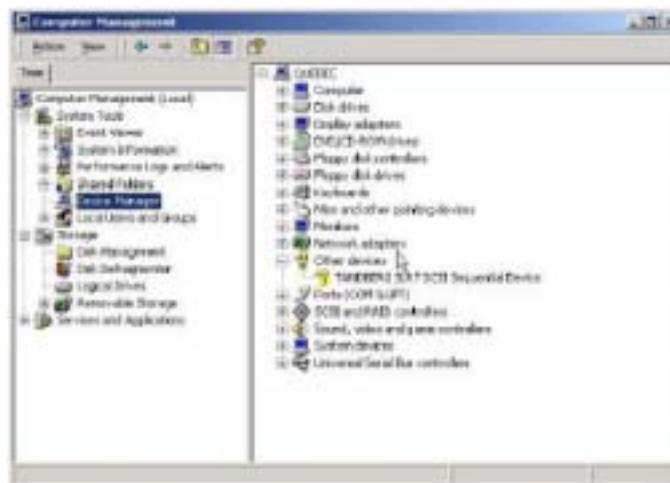 Computer Management
Action View
Tree
Computer Management (Local)
System Tools
Event Viewer
System Information
Performance Logs and Alerts
Shared Folders
Device Manager
Local Users and Groups
Storage
Disk Management
Disk Defragmenter
Logical Drives
Removable Storage
Services and Applications
QUEBEC
Computer
Disk drives
Display adapters
DVD/CD-ROM drives
Floppy disk controllers
Floppy disk drives
Keyboards
Mice and other pointing devices
Monitors
Network adapters
Other devices
TANDBERG SCSI Sequential Device
Ports (COM & LPT)
SCSI and RAID controllers
Sound, video and game controllers
System devices
Universal Serial Bus controllers